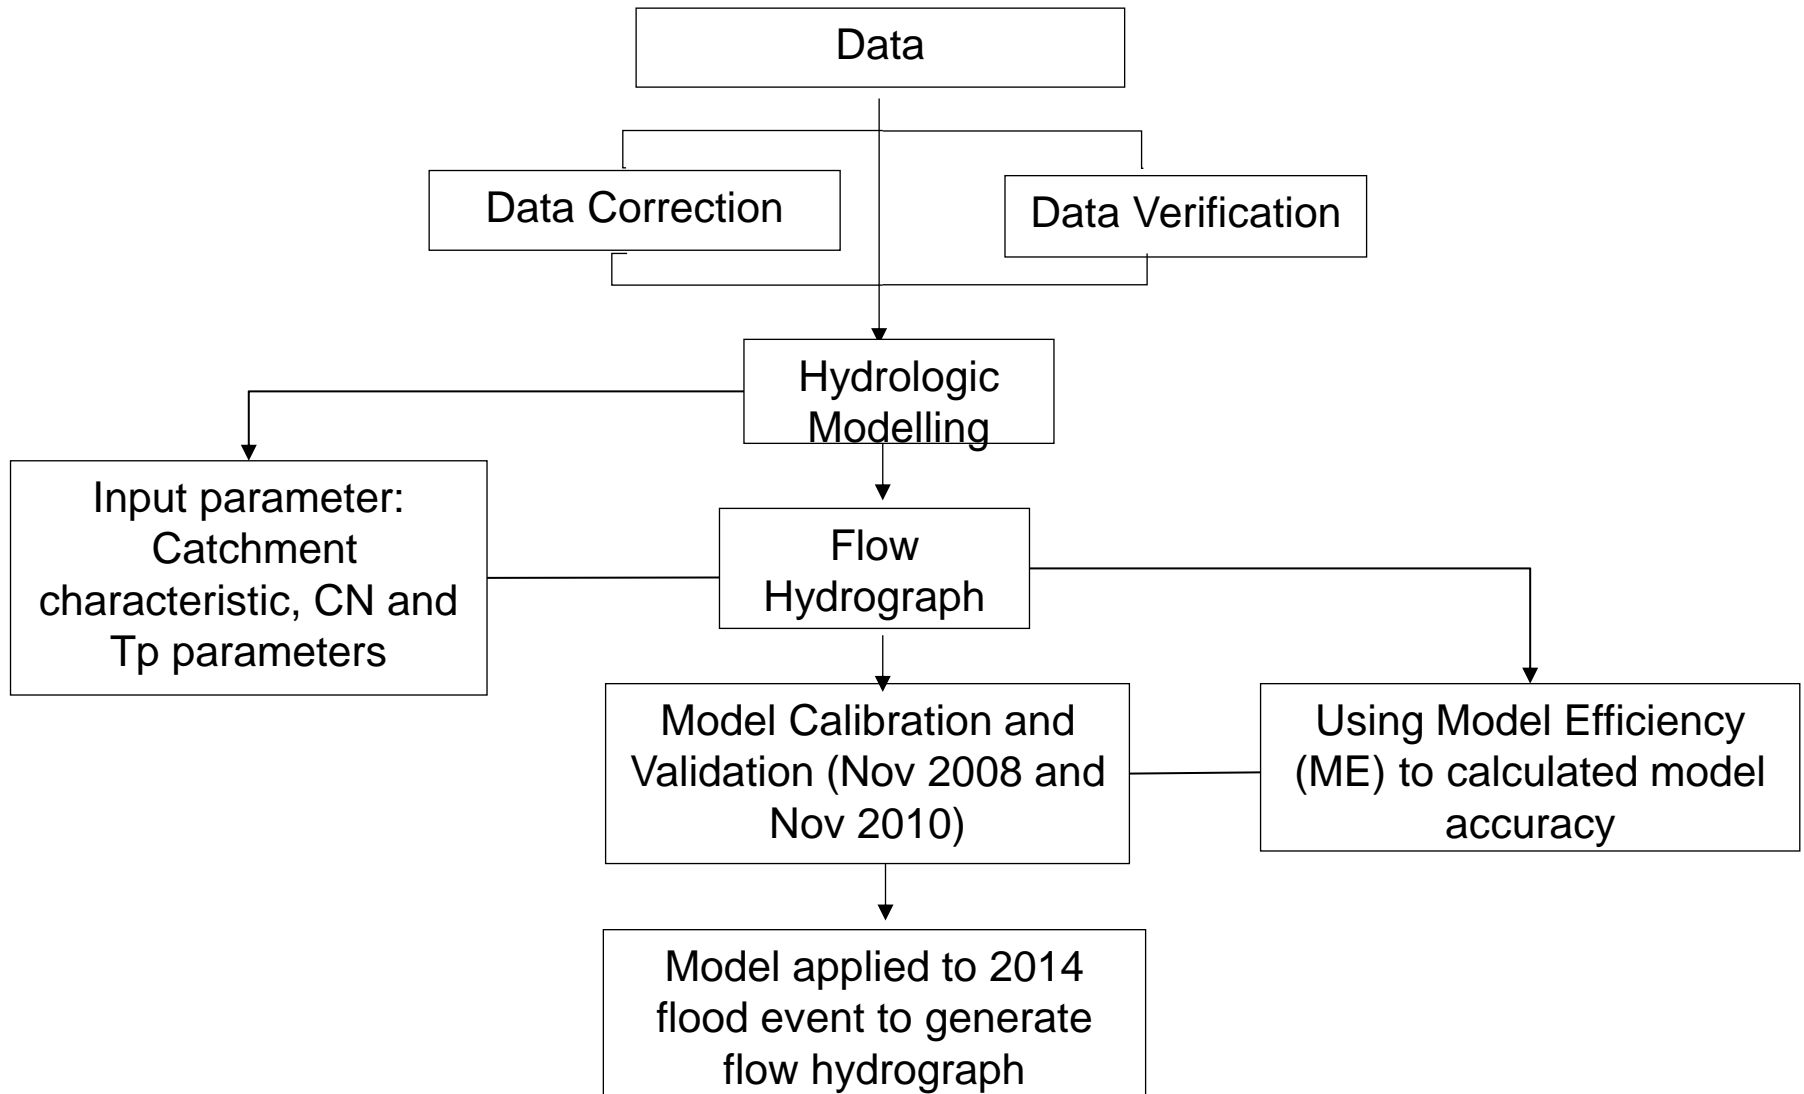 Data
Data Correction
Data Verification
Hydrologic
Modelling
Input parameter:
Catchment
characteristic, CN and
Tp parameters
Flow
Hydrograph
Model Calibration and
Validation (Nov 2008 and
Nov 2010)
Using Model Efficiency
(ME) to calculated model
accuracy
Model applied to 2014
flood event to generate
flow hydrograph